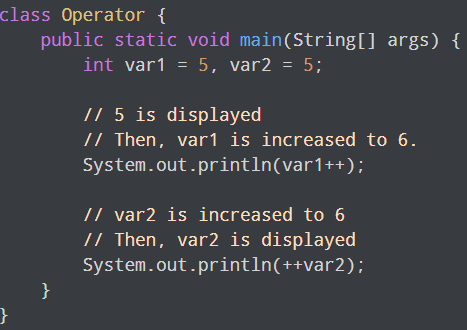 class Operator {
    public static void main(String[] args) {
        int var1 = 5, var2 = 5;

        // 5 is displayed
        // Then, var1 is increased to 6.
        System.out.println(var1++);

        // var2 is increased to 6
        // Then, var2 is displayed
        System.out.println(++var2);
    }
}